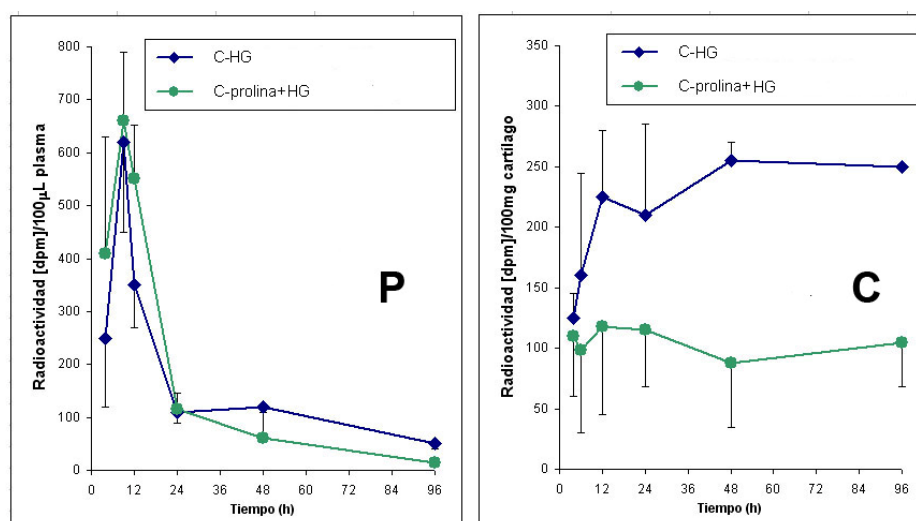 C-HG
C-prolina+HG
Radioactividad [dpm]/100µL plasma
800
700
600
500
400
300
200
100
0
P
0 12 24 36 48 60 72 84 96
Tiempo (h)
C-HG
C-prolina+HG
Radioactividad [dpm]/100mg cartilago
350
300
250
200
150
100
50
0
C
0 12 24 36 48 60 72 84 96
Tiempo (h)